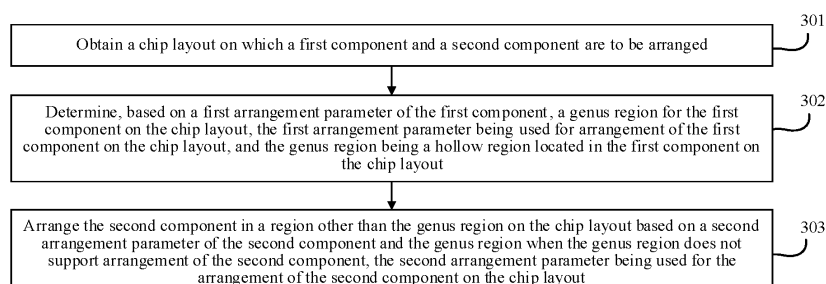 301
Obtain a chip layout on which a first component and a second component are to be arranged
302
Determine, based on a first arrangement parameter of the first component, a genus region for the
first component on the chip layout, the first arrangement parameter being used for arrangement of the first
component on the chip layout, and the genus region being a hollow region located in the first component on
the chip layout
303
Arrange the second component in a region other than the genus region on the chip layout based on a second
arrangement parameter of the second component and the genus region when the genus region does not
support arrangement of the second component, the second arrangement parameter being used for the
arrangement of the second component on the chip layout